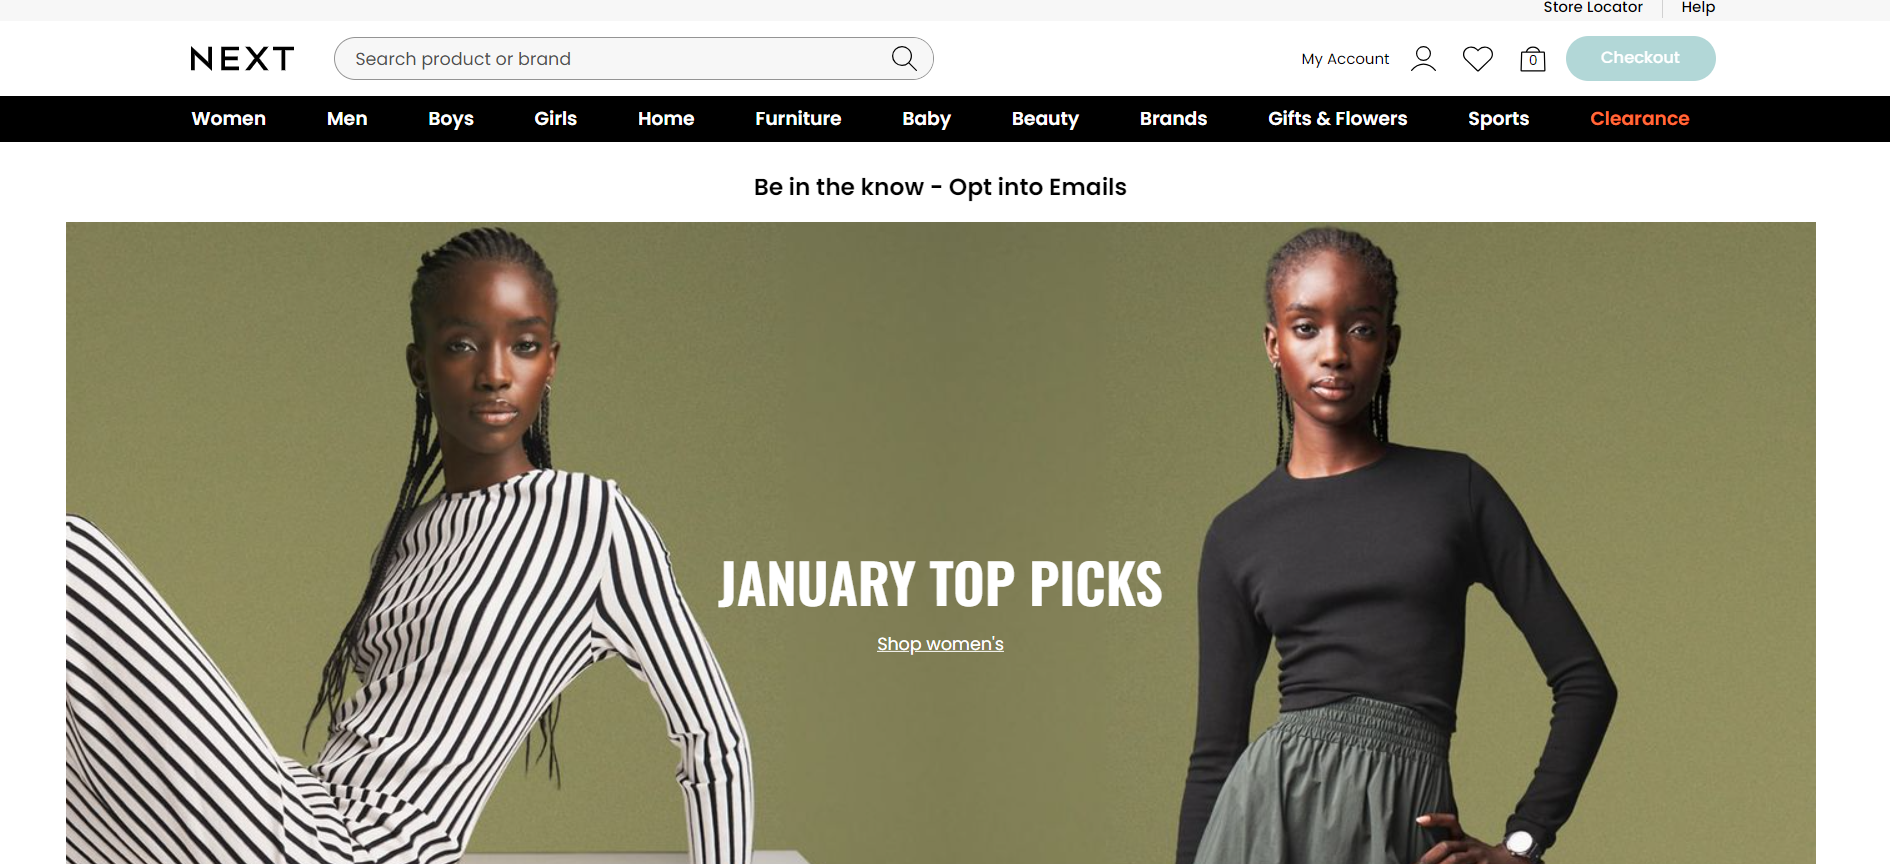 Store Locator Help
NEXT Search product or brand My Account 0 Checkout
Women Men Boys Girls Home Furniture Baby Beauty Brands Gifts & Flowers Sports Clearance
Be in the know - Opt into Emails
JANUARY TOP PICKS
Shop women's